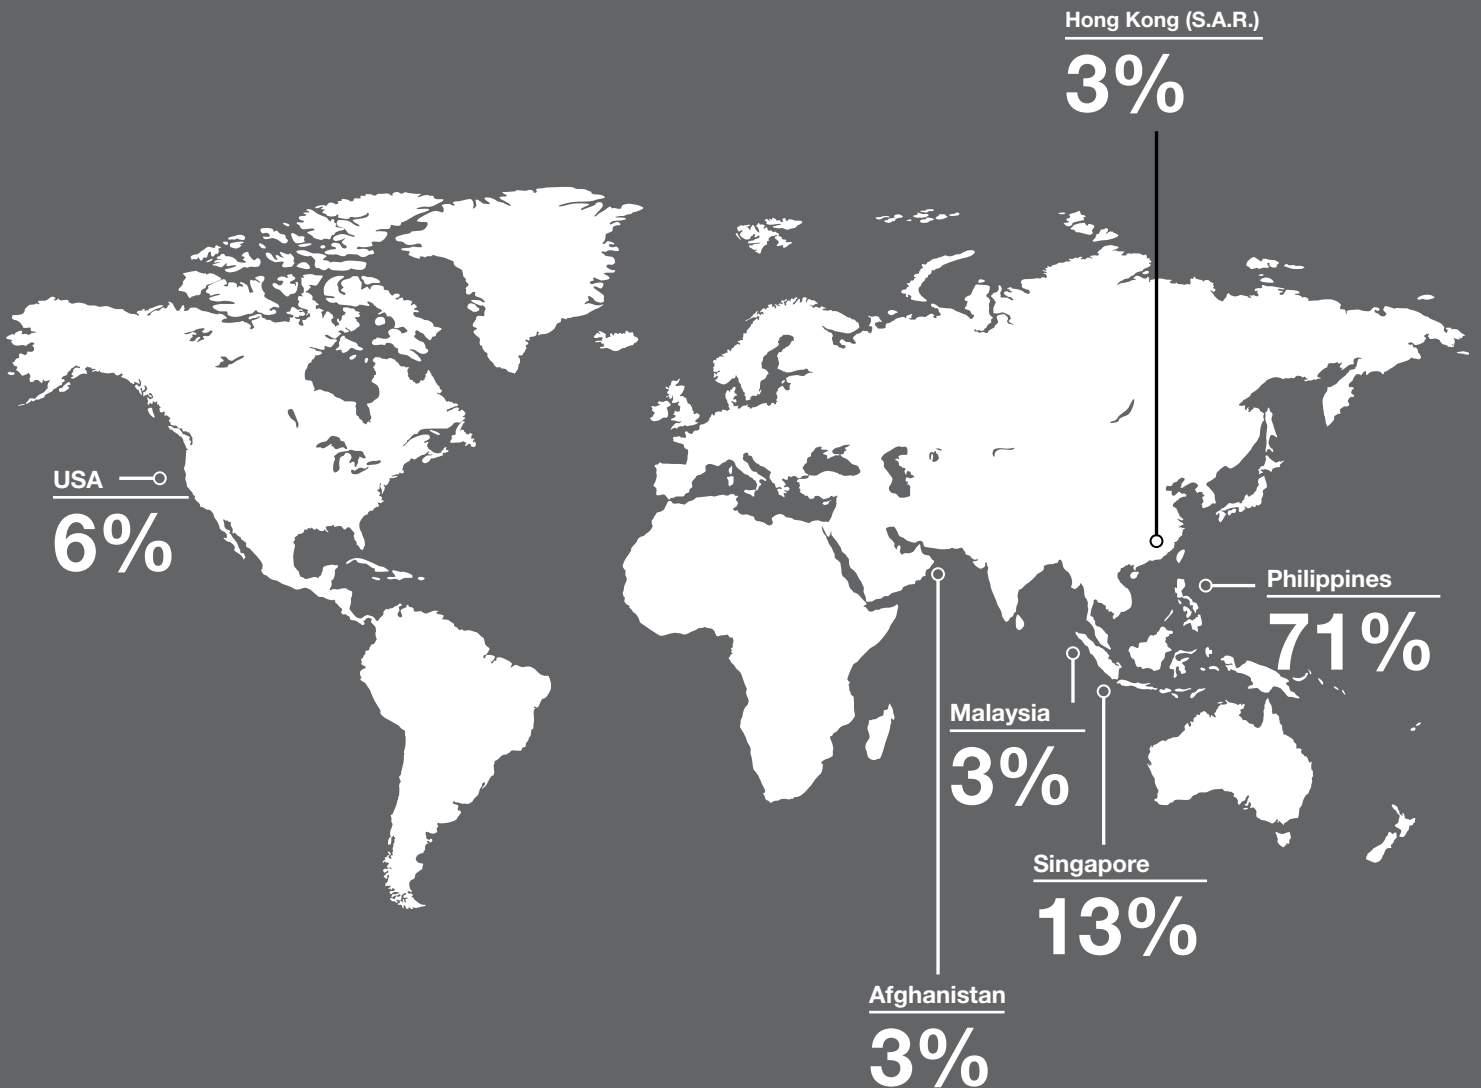 Hong Kong (S.A.R.)
3%
USA
6%
Philippines
71%
Malaysia
3%
Singapore
13%
Afghanistan
3%